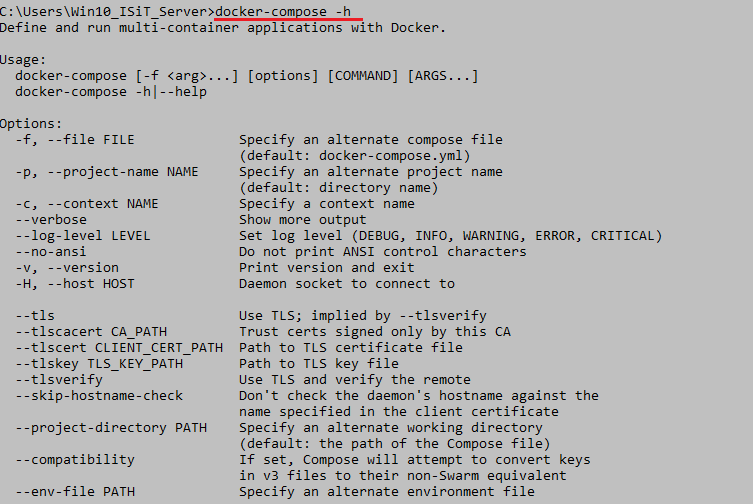 C:\Users\Win10_ISiT_Server>docker-compose -h
Define and run multi-container applications with Docker.

Usage:
  docker-compose [-f <arg>...] [options] [COMMAND] [ARGS...]
  docker-compose -h|--help

Options:
  -f, --file FILE             Specify an alternate compose file
                              (default: docker-compose.yml)
  -p, --project-name NAME     Specify an alternate project name
                              (default: directory name)
  -c, --context NAME          Specify a context name
  --verbose                   Show more output
  --log-level LEVEL           Set log level (DEBUG, INFO, WARNING, ERROR, CRITICAL)
  --no-ansi                   Do not print ANSI control characters
  -v, --version               Print version and exit
  -H, --host HOST             Daemon socket to connect to

  --tls                       Use TLS; implied by --tlsverify
  --tlscacert CA_PATH         Trust certs signed only by this CA
  --tlscert CLIENT_CERT_PATH  Path to TLS certificate file
  --tlskey TLS_KEY_PATH       Path to TLS key file
  --tlsverify                 Use TLS and verify the remote
  --skip-hostname-check       Don't check the daemon's hostname against the
                              name specified in the client certificate
  --project-directory PATH    Specify an alternate working directory
                              (default: the path of the Compose file)
  --compatibility             If set, Compose will attempt to convert keys
                              in v3 files to their non-Swarm equivalent
  --env-file PATH             Specify an alternate environment file